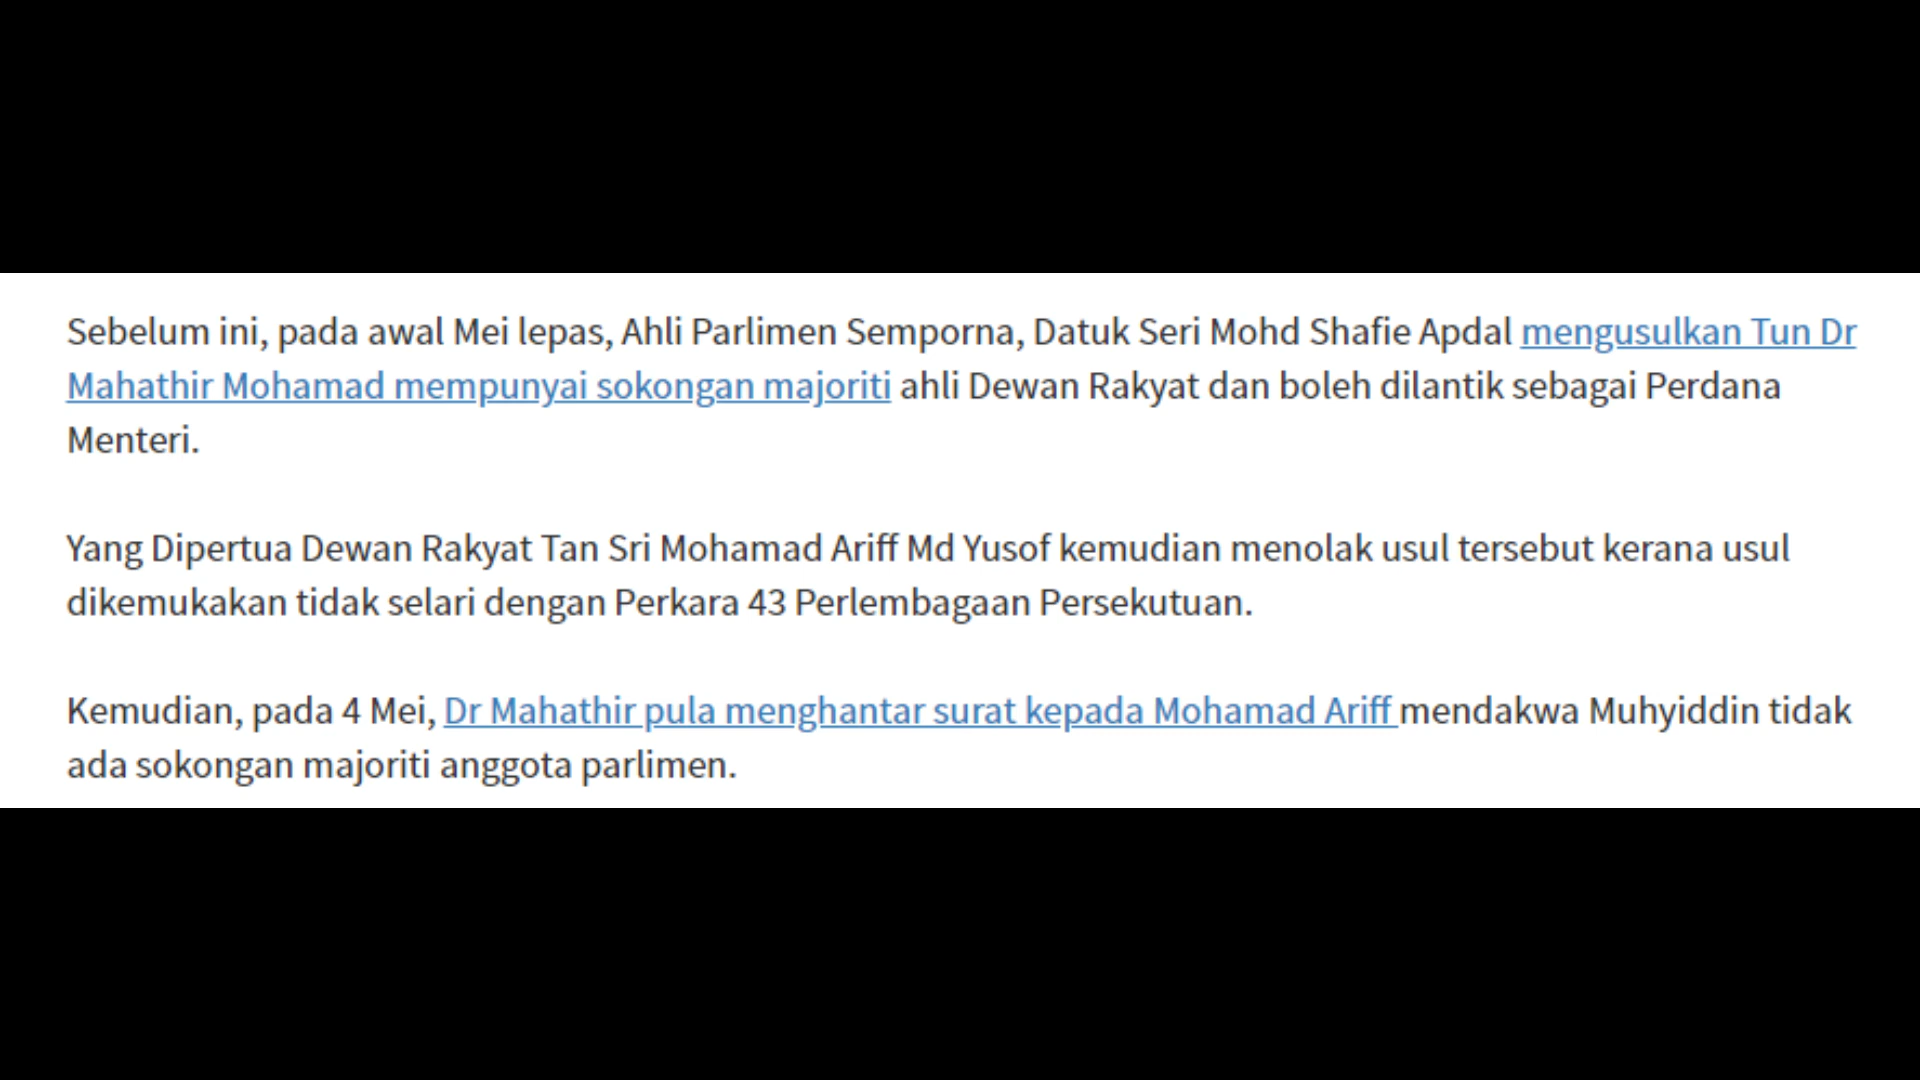 Sebelum ini, pada awal Mei lepas, Ahli Parlimen Semporna, Datuk Seri Mohd Shafie Apdal mengusulkan Tun Dr
Mahathir Mohamad mempunyai sokongan majoriti ahli Dewan Rakyat dan boleh dilantik sebagai Perdana
Menteri.
Yang Dipertua Dewan Rakyat Tan Sri Mohamad Ariff Md Yusof kemudian menolak usul tersebut kerana usul
dikemukakan tidak selari dengan Perkara 43 Perlembagaan Persekutuan.
Kemudian, pada 4 Mei, Dr Mahathir pula menghantar surat kepada Mohamad Ariff mendakwa Muhyiddin tidak
ada sokongan majoriti anggota parlimen.